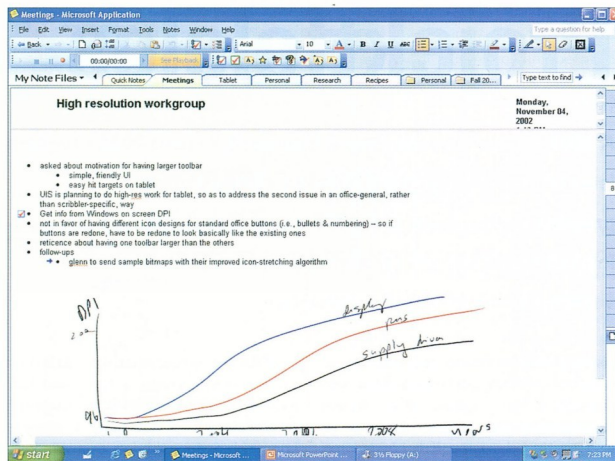 Meetings - Microsoft Application
File Edit View Insert Format Tools Notes Window Help
Type a question for help
Back
Arial
10
A
B I U ABC
00:00/00:00
See Playback
My Note Files
Quick Notes
Meetings
Tablet
Personal
Research
Recipes
Personal
Fall 20...
Type text to find
High resolution workgroup
Monday,
November 04,
2002
asked about motivation for having larger toolbar
simple, friendly UI
easy hit targets on tablet
UIS is planning to do high-res work for tablet, so as to address the second issue in an office-general, rather
than scribbler-specific, way
Get info from Windows on screen DPI
not in favor of having different icon designs for standard office buttons (i.e., bullets & numbering) – so if
buttons are redone, have to be redone to look basically like the existing ones
reticence about having one toolbar larger than the others
follow-ups
glenn to send sample bitmaps with their improved icon-stretching algorithm
DPI
display
200
supply driven
96
years
start
Meetings - Microsoft ...
Microsoft PowerPoint ...
3½ Floppy (A:)
7:23 PM